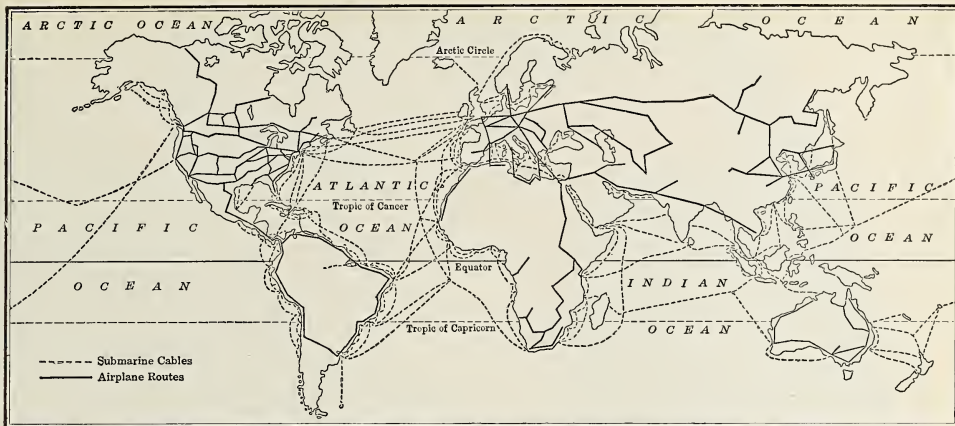 ARCTIC OCEAN
ARCTIC OCEAN
Arctic Circle
ATLANTIC
PACIFIC
Tropic of Cancer
PACIFIC
OCEAN
OCEAN
Equator
OCEAN
INDIAN
Tropic of Capricorn
OCEAN
Submarine Cables
Airplane Routes